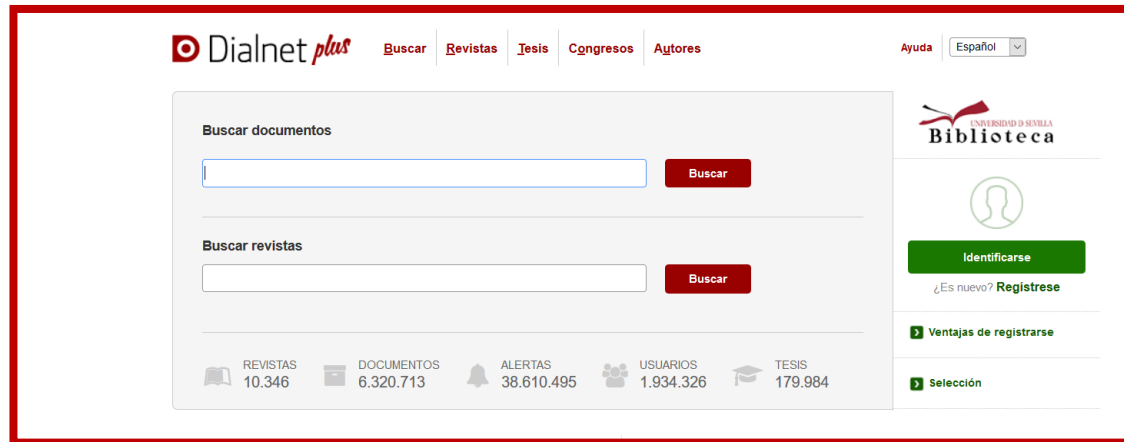 Dialnet plus
Buscar Revistas Tesis Congresos Autores
Ayuda Español
Buscar documentos
Buscar
Buscar revistas
Buscar
REVISTAS
10.346
DOCUMENTOS
6.320.713
ALERTAS
38.610.495
USUARIOS
1.934.326
TESIS
179.984
UNIVERSIDAD D SEVILLA
Biblioteca
Identificarse
¿Es nuevo? Regístrese
Ventajas de registrarse
Selección